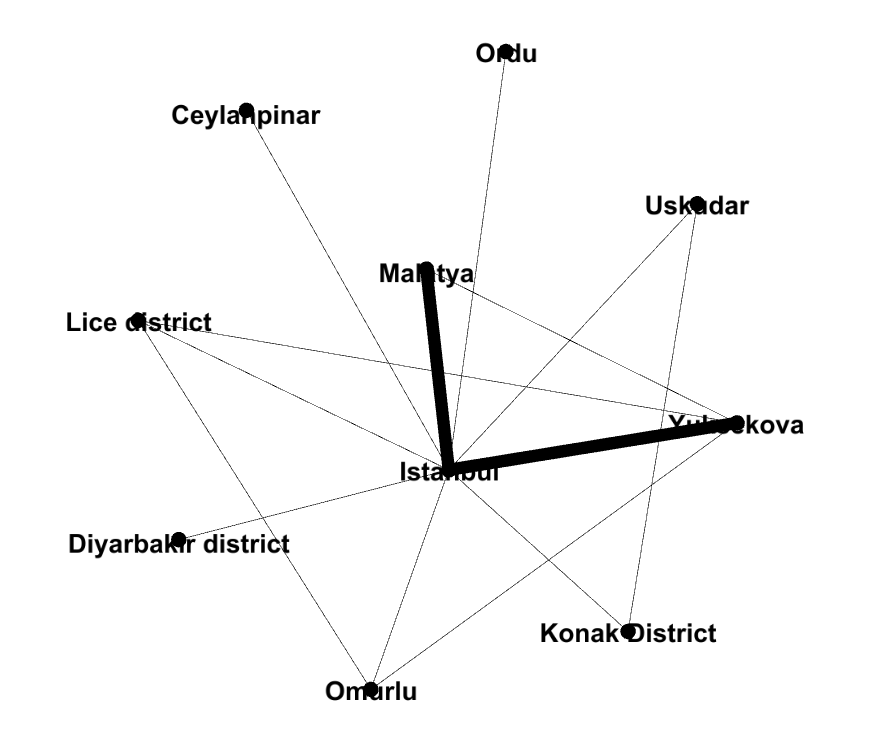 Ordu
Ceylanpinar
Uskudar
Malatya
Lice district
Yuksekova
Istanbul
Diyarbakir district
Konak District
Omurlu